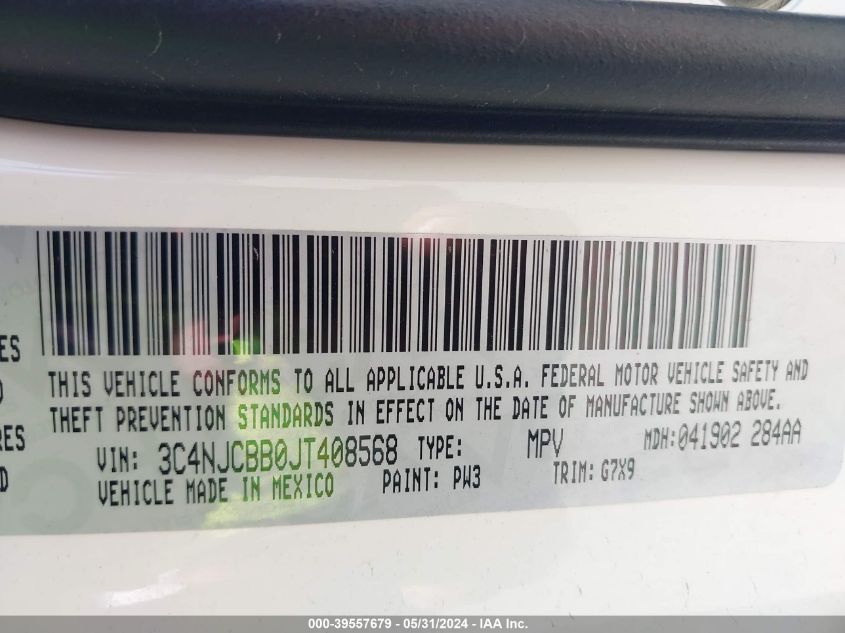 ES
THIS VEHICLE CONFORMS TO ALL APPLICABLE U.S.A. FEDERAL MOTOR VEHICLE SAFETY AND
THEFT PREVENTION STANDARDS IN EFFECT ON THE DATE OF MANUFACTURE SHOWN ABOVE.
RES
D
VIN: 3C4NJCBB0JT408568 TYPE: MPV MDH:041902 284AA
VEHICLE MADE IN MEXICO PAINT: PW3 TRIM: G7X9
000-39557679 - 05/31/2024 - IAA Inc.